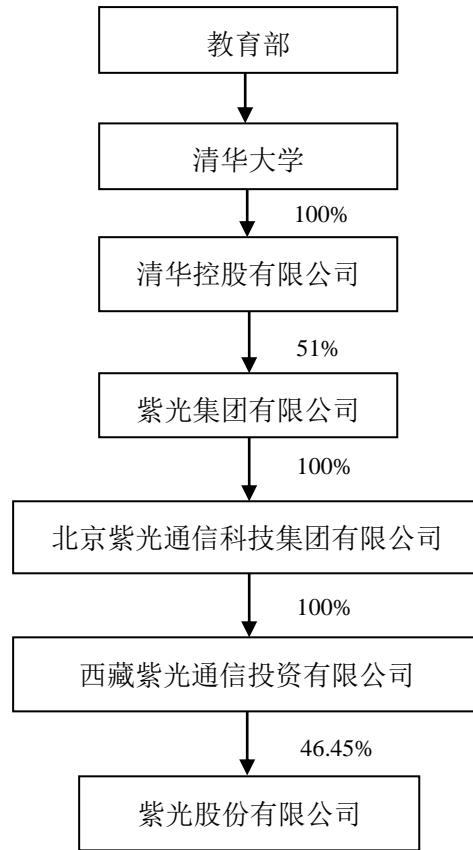 教育部
清华大学
100%
清华控股有限公司
51%
紫光集团有限公司
100%
北京紫光通信科技集团有限公司
100%
西藏紫光通信投资有限公司
46.45%
紫光股份有限公司